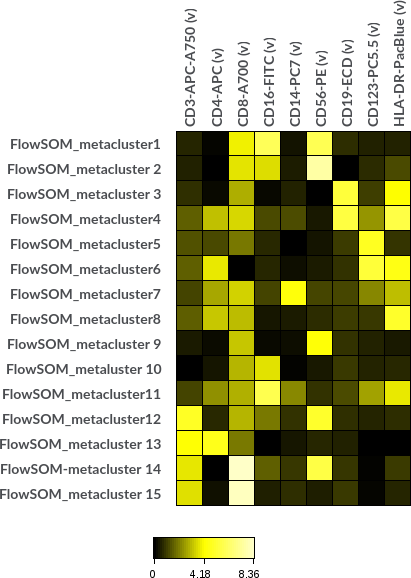 CD3-APC-A750 (v)
CD4-APC (v)
CD8-A700 (v)
CD16-FITC (v)
CD14-PC7 (v)
CD56-PE (v)
CD19-ECD (v)
CD123-PC5.5 (v)
HLA-DR-PacBlue (v)
FlowSOM_metacluster1
FlowSOM_metacluster 2
FlowSOM_metacluster 3
FlowSOM_metacluster4
FlowSOM_metacluster5
FlowSOM_metacluster6
FlowSOM_metacluster7
FlowSOM_metacluster8
FlowSOM_metacluster 9
FlowSOM_metaluster 10
FlowSOM_metacluster11
FlowSOM_metacluster12
FlowSOM_metacluster 13
FlowSOM-metacluster 14
FlowSOM_metacluster 15
0 4.18 8.36